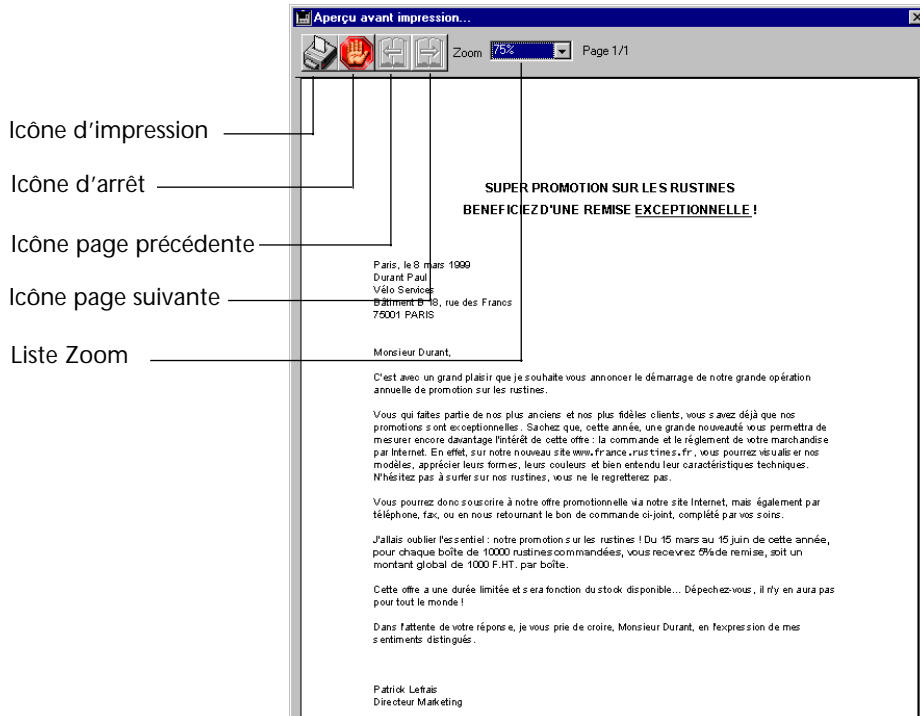 Aperçu avant impression...
Zoom 75% Page 1/1
Icône d'impression
Icône d'arrêt
Icône page précédente
Icône page suivante
Liste Zoom
SUPER PROMOTION SUR LES RUSTINES
BENEFICIEZ D'UNE REMISE EXCEPTIONNELLE !
Paris, le 8 mars 1999
Durant Paul
Vélo Services
Bâtiment B 18, rue des Francs
75001 PARIS
Monsieur Durant,
C'est avec un grand plaisir que je souhaite vous annoncer le démarrage de notre grande opération
annuelle de promotion sur les rustines.
Vous qui faites partie de nos plus anciens et nos plus fidèles clients, vous savez déjà que nos
promotions sont exceptionnelles. Sachez que, cette année, une grande nouveauté vous permettra de
mesurer encore davantage l'intérêt de cette offre : la commande et le réglement de votre marchandise
par Internet. En effet, sur notre nouveau site www.france.rustines.fr, vous pourrez visualiser nos
modèles, apprécier leurs formes, leurs couleurs et bien entendu leur caractéristiques techniques.
N'hésitez pas à surfer sur nos rustines, vous ne le regretterez pas.
Vous pourrez donc souscrire à notre offre promotionnelle via notre site Internet, mais également par
téléphone, fax, ou en nous retournant le bon de commande ci-joint, complété par vos soins.
J'allais oublier l'essentiel : notre promotion sur les rustines ! Du 15 mars au 15 juin de cette année,
pour chaque boîte de 10000 rustines commandées, vous recevrez 5% de remise, soit un
montant global de 1000 F.HT. par boîte.
Cette offre a une durée limitée et sera fonction du stock disponible... Dépechez-vous, il n'y en aura pas
pour tout le monde !
Dans l'attente de votre réponse, je vous prie de croire, Monsieur Durant, en l'expression de mes
sentiments distingués.
Patrick Lefrais
Directeur Marketing